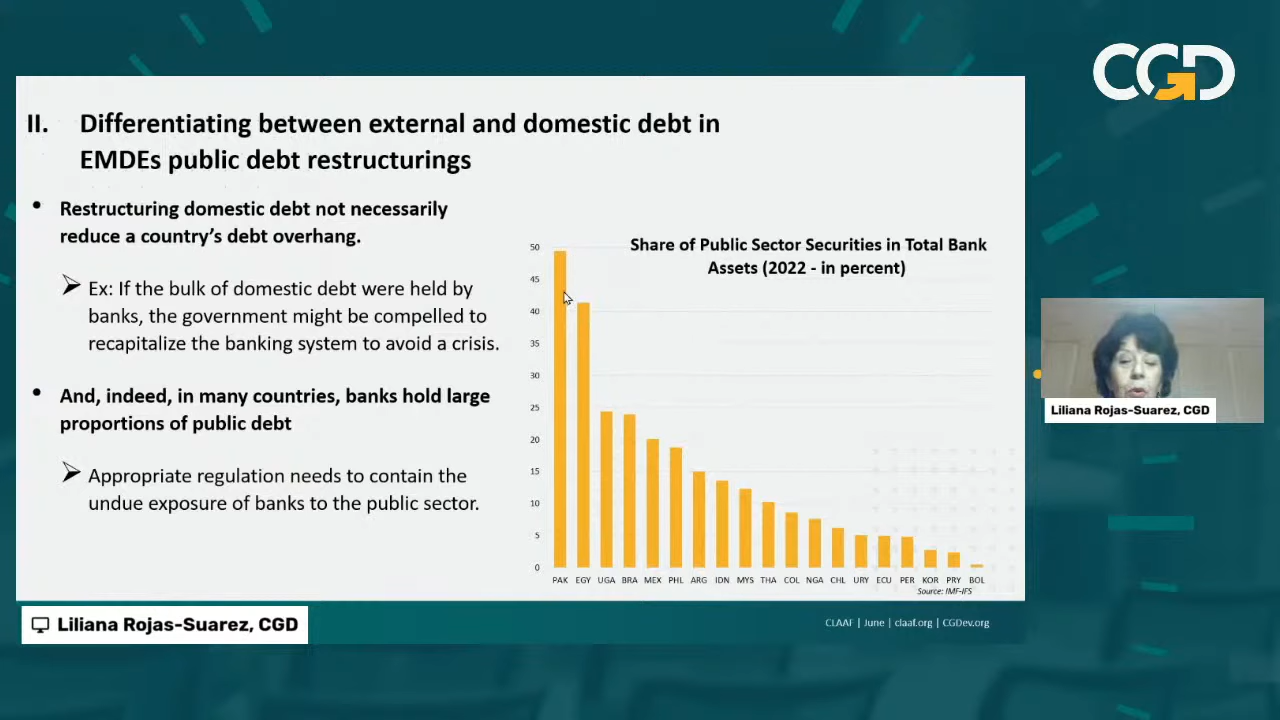 CGD
II. Differentiating between external and domestic debt in
EMDEs public debt restructurings
• Restructuring domestic debt not necessarily
reduce a country's debt overhang.
➢ Ex: If the bulk of domestic debt were held by
banks, the government might be compelled to
recapitalize the banking system to avoid a crisis.
• And, indeed, in many countries, banks hold large
proportions of public debt
➢ Appropriate regulation needs to contain the
undue exposure of banks to the public sector.
Share of Public Sector Securities in Total Bank
Assets (2022 - in percent)
50
45
40
35
30
25
20
15
10
5
0
PAK EGY UGA BRA MEX PHL ARG IDN MYS THA COL NGA CHL URY ECU PER KOR PRY BOL
Source: IMF-IFS
Liliana Rojas-Suarez, CGD
Liliana Rojas-Suarez, CGD
CLAAF | June | claaf.org | CGDev.org